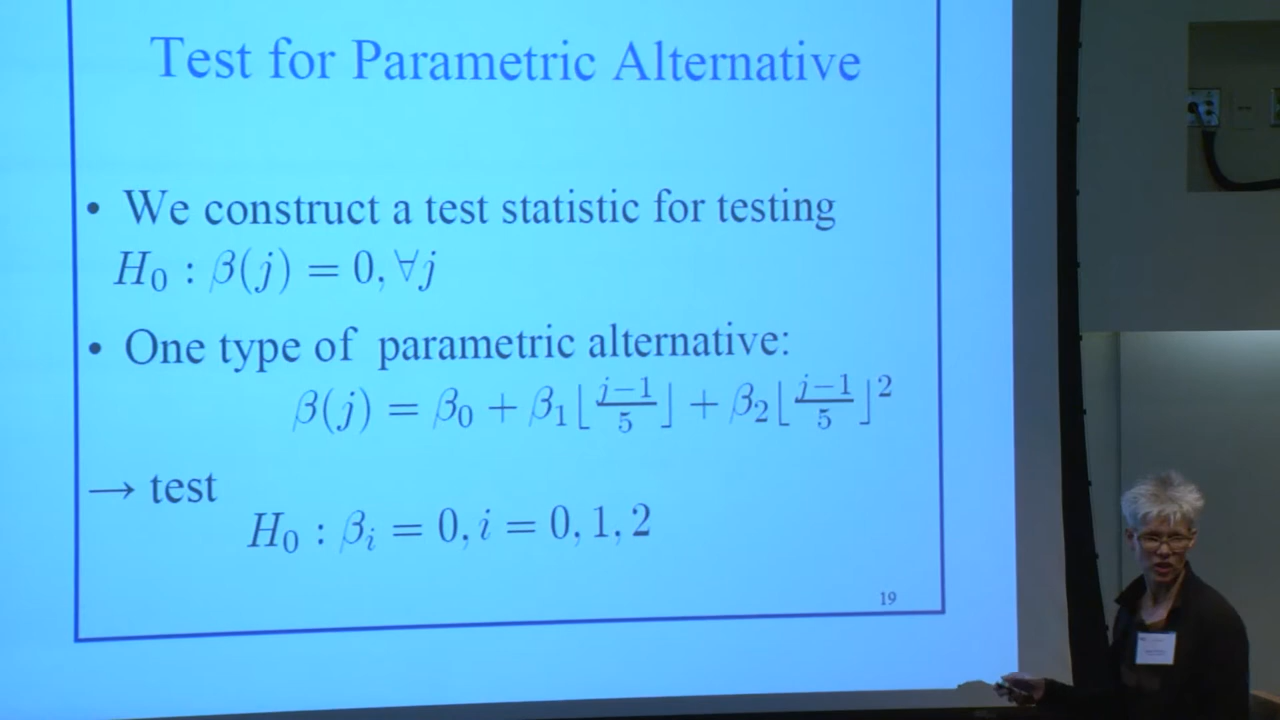 Test for Parametric Alternative
• We construct a test statistic for testing
H₀ : β(j) = 0, ∀j
• One type of parametric alternative:
β(j) = β₀ + β₁⌊(j−1)/5⌋ + β₂⌊(j−1)/5⌋²
→ test
H₀ : βᵢ = 0, i = 0, 1, 2
19